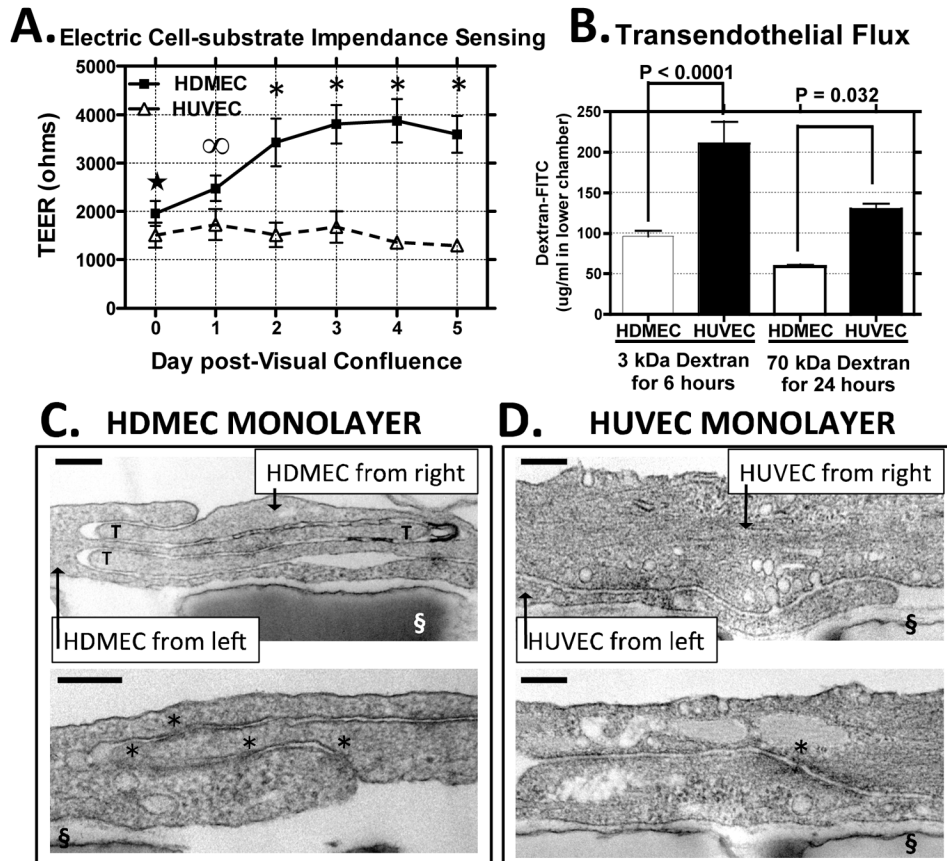 A. Electric Cell-substrate Impendance Sensing
TEER (ohms)
5000
4000
3000
2000
1000
0
HDMEC
HUVEC
★
∞
* * * *
0 1 2 3 4 5
Day post-Visual Confluence
B. Transendothelial Flux
P < 0.0001
P = 0.032
Dextran-FITC
(ug/ml in lower chamber)
250
200
150
100
50
0
HDMEC HUVEC HDMEC HUVEC
3 kDa Dextran
for 6 hours
70 kDa Dextran
for 24 hours
C. HDMEC MONOLAYER
HDMEC from right
T T
T
§
HDMEC from left
*
* * *
§
D. HUVEC MONOLAYER
HUVEC from right
§
HUVEC from left
*
§